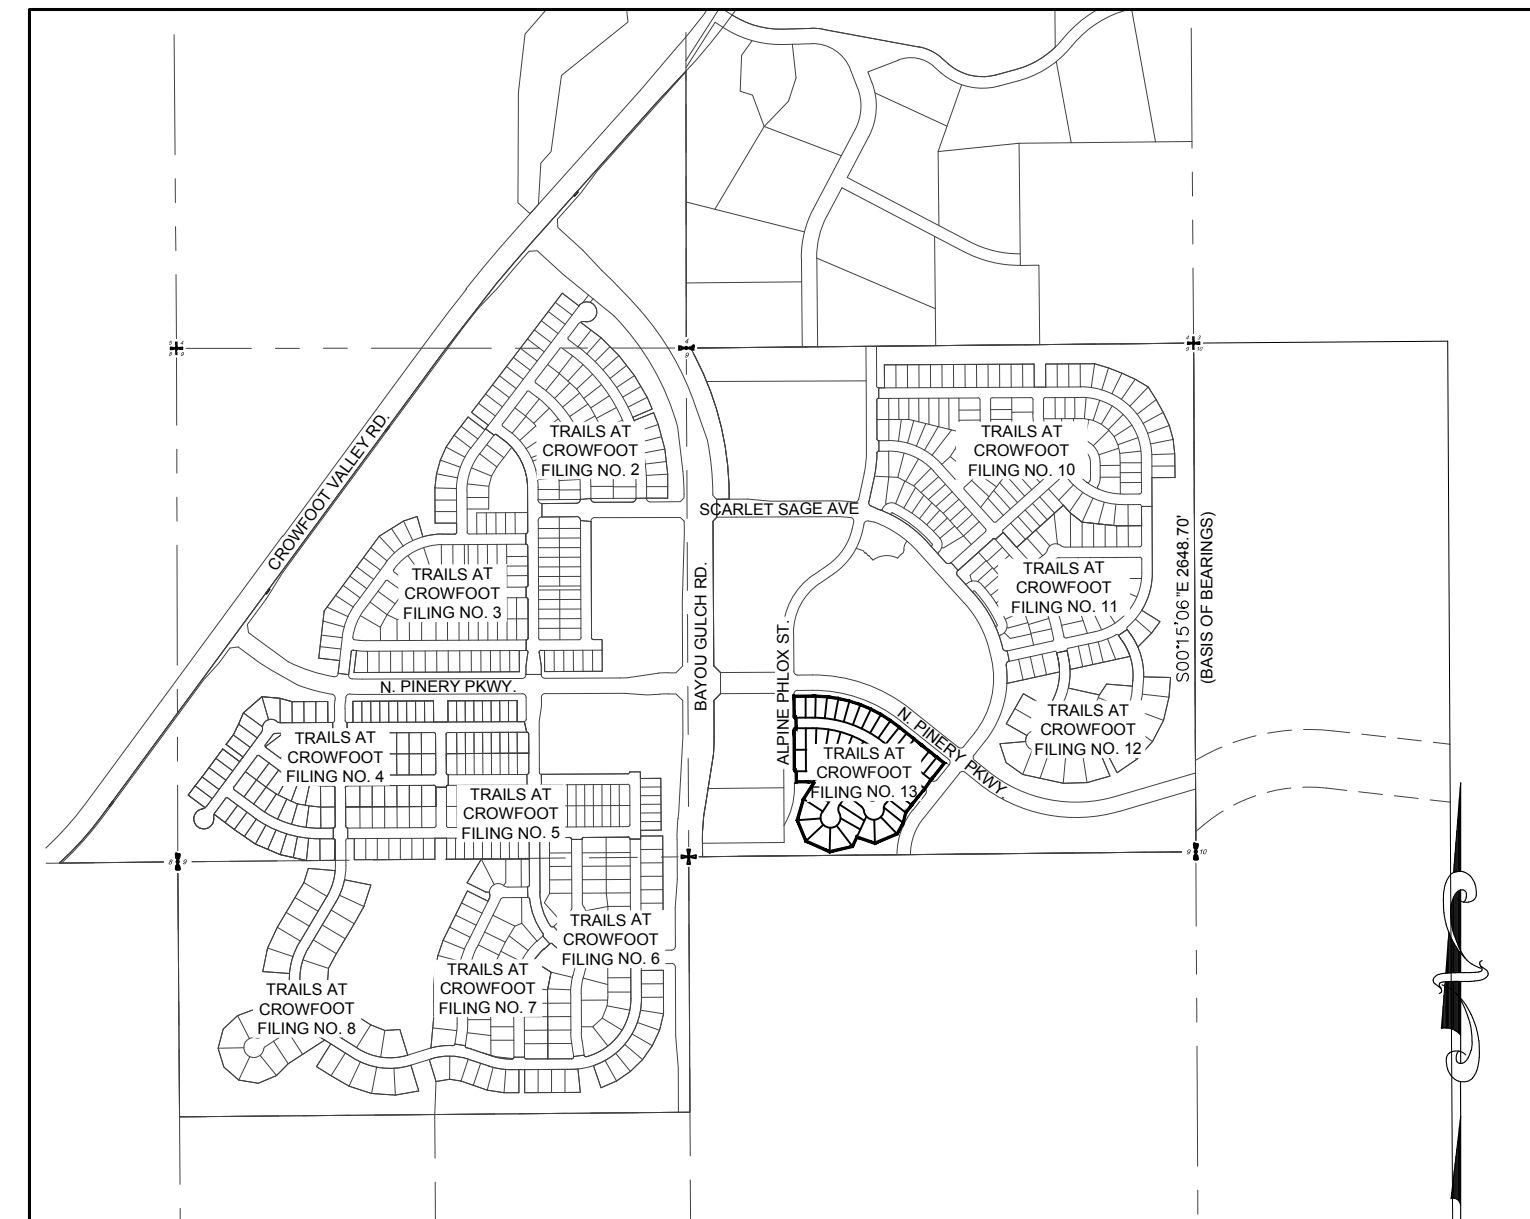 TRAILS AT
CROWFOOT
FILING NO. 2
TRAILS AT
CROWFOOT
FILING NO. 10
CROWFOOT VALLEY RD.
SCARLET SAGE AVE
TRAILS AT
CROWFOOT
FILING NO. 3
TRAILS AT
CROWFOOT
FILING NO. 11
S00°15'06"E 2648.70'
(BASIS OF BEARINGS)
BAYOU GULCH RD.
ALPINE PHLOX ST.
N. PINERY PKWY.
N. PINERY PKWY.
TRAILS AT
CROWFOOT
FILING NO. 12
TRAILS AT
CROWFOOT
FILING NO. 4
TRAILS AT
CROWFOOT
FILING NO. 13
TRAILS AT
CROWFOOT
FILING NO. 5
TRAILS AT
CROWFOOT
FILING NO. 6
TRAILS AT
CROWFOOT
FILING NO. 7
TRAILS AT
CROWFOOT
FILING NO. 8